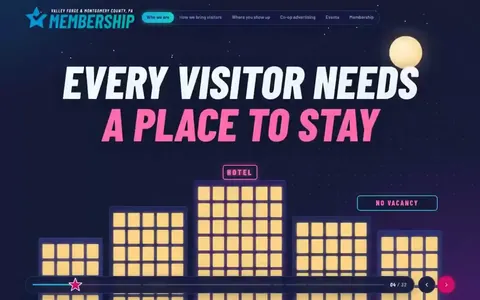 VALLEY FORGE & MONTGOMERY COUNTY, PA
MEMBERSHIP
Who we are
How we bring visitors
Where you show up
Co-op advertising
Events
Membership
EVERY VISITOR NEEDS
A PLACE TO STAY
HOTEL
NO VACANCY
04 / 22